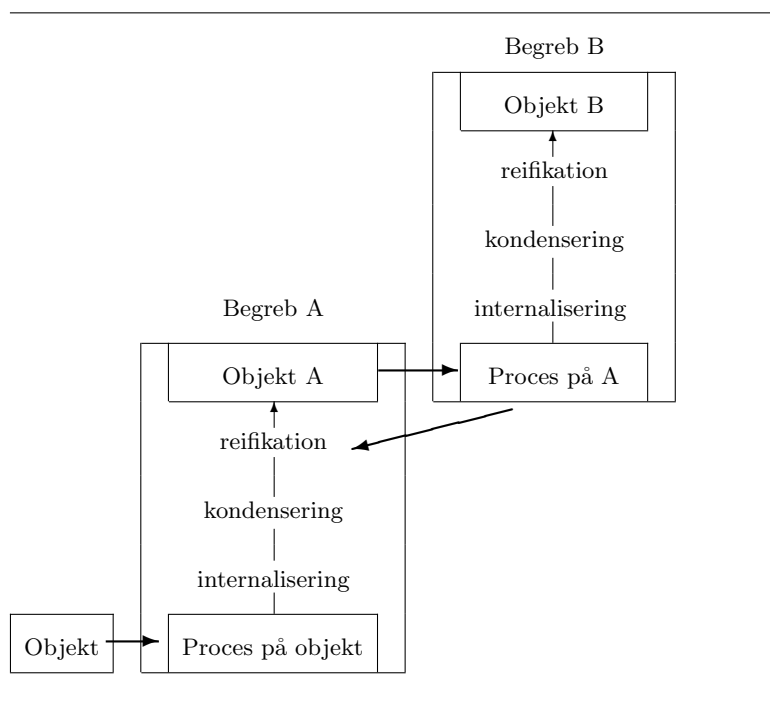 Begreb B
Objekt B
reifikation
kondensering
internalisering
Proces på A
Begreb A
Objekt A
reifikation
kondensering
internalisering
Proces på objekt
Objekt